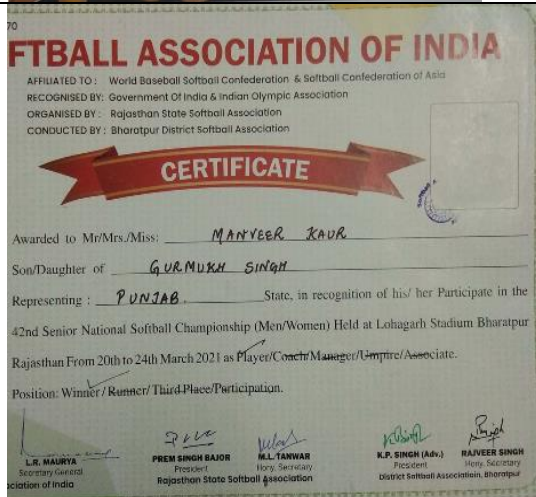 70
FTBALL ASSOCIATION OF INDIA
AFFILIATED TO : World Baseball Softball Confederation & Softball Confederation of Asia
RECOGNISED BY: Government Of India & Indian Olympic Association
ORGANISED BY : Rajasthan State Softball Association
CONDUCTED BY : Bharatpur District Softball Association
CERTIFICATE
Awarded to Mr/Mrs./Miss: MANVEER KAUR
Son/Daughter of GURMUKH SINGH
Representing : PUNJAB. State, in recognition of his/ her Participate in the
42nd Senior National Softball Championship (Men/Women) Held at Lohagarh Stadium Bharatpur
Rajasthan From 20th to 24th March 2021 as Player/Coach/Manager/Umpire/Associate.
Position: Winner / Runner/ Third Place/Participation.
L.R. MAURYA PREM SINGH BAJOR M.L. TANWAR K.P. SINGH (Adv.) RAJVEER SINGH
Secretary General President Hony. Secretary President Hony. Secretary
ociation of India Rajasthan State Softball Association District Softball Association, Bharatpur